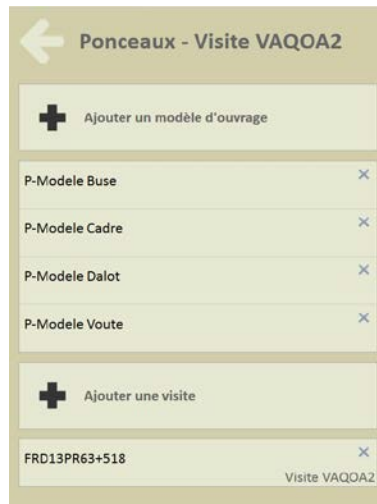 Ponceaux - Visite VAQOA2
Ajouter un modèle d'ouvrage
P-Modele Buse
P-Modele Cadre
P-Modele Dalot
P-Modele Voute
Ajouter une visite
FRD13PR63+518
Visite VAQOA2